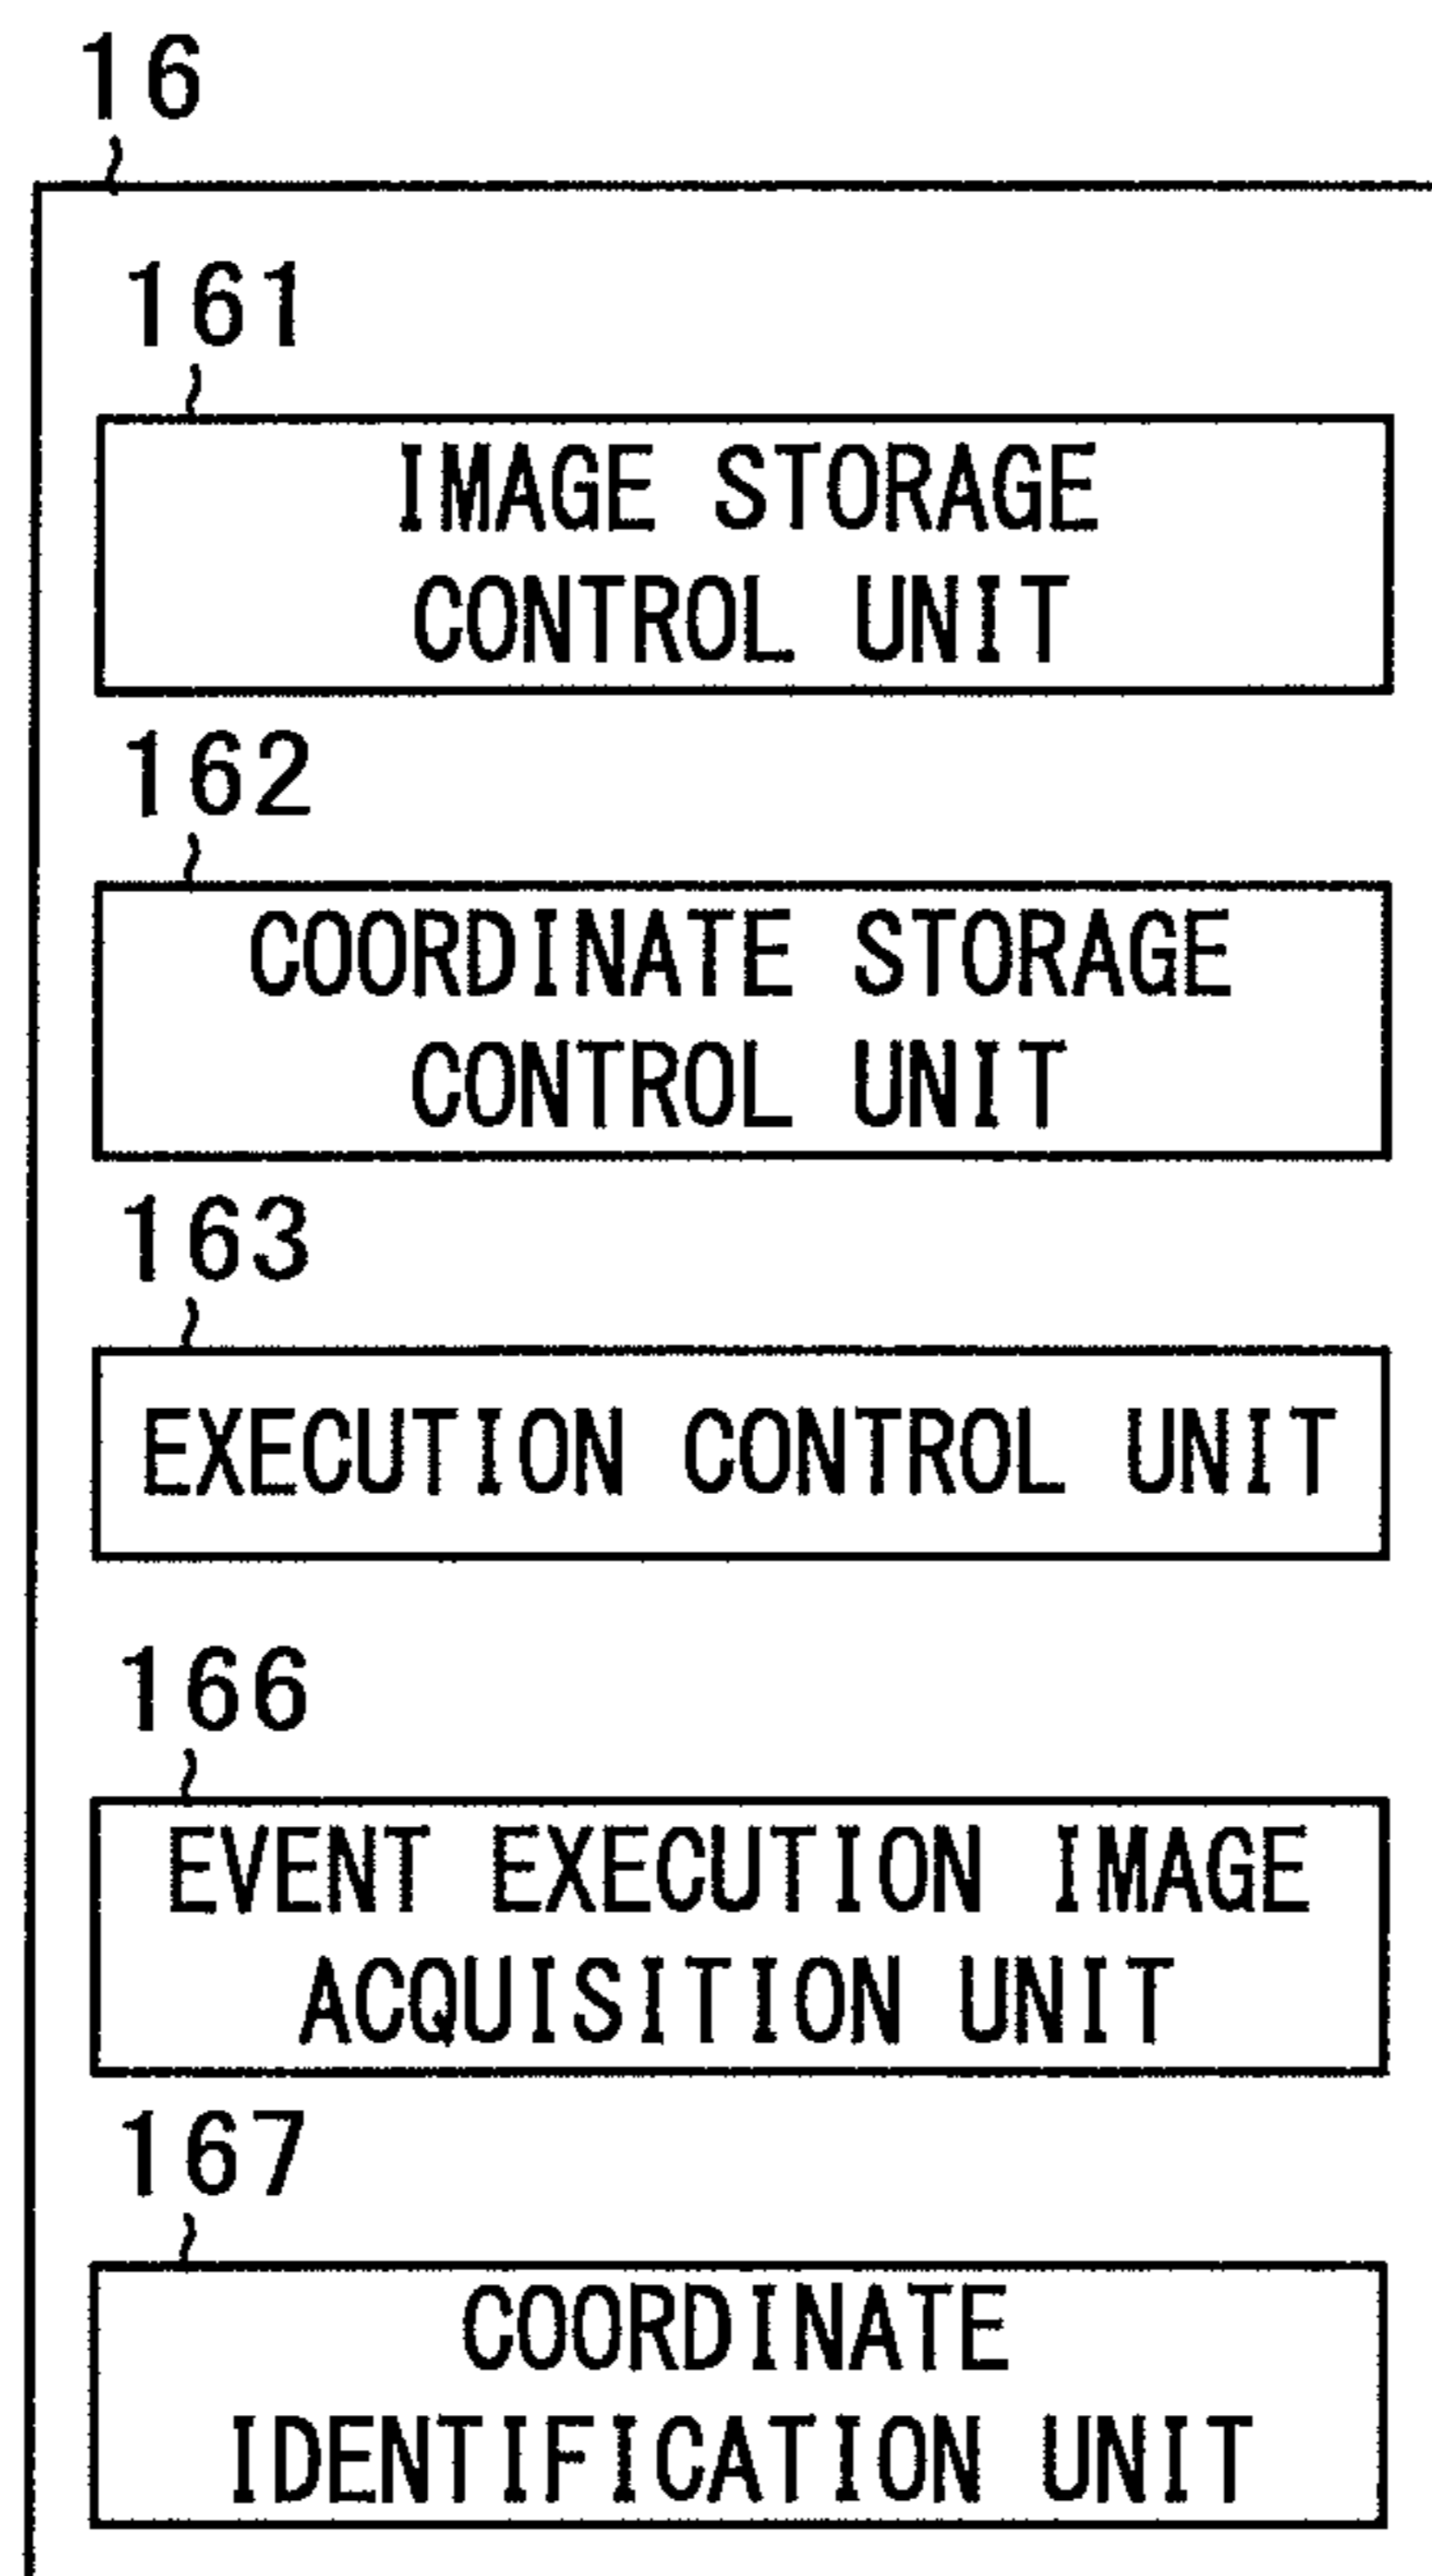 16
161
IMAGE STORAGE
CONTROL UNIT
162
COORDINATE STORAGE
CONTROL UNIT
163
EXECUTION CONTROL UNIT
166
EVENT EXECUTION IMAGE
ACQUISITION UNIT
167
COORDINATE
IDENTIFICATION UNIT